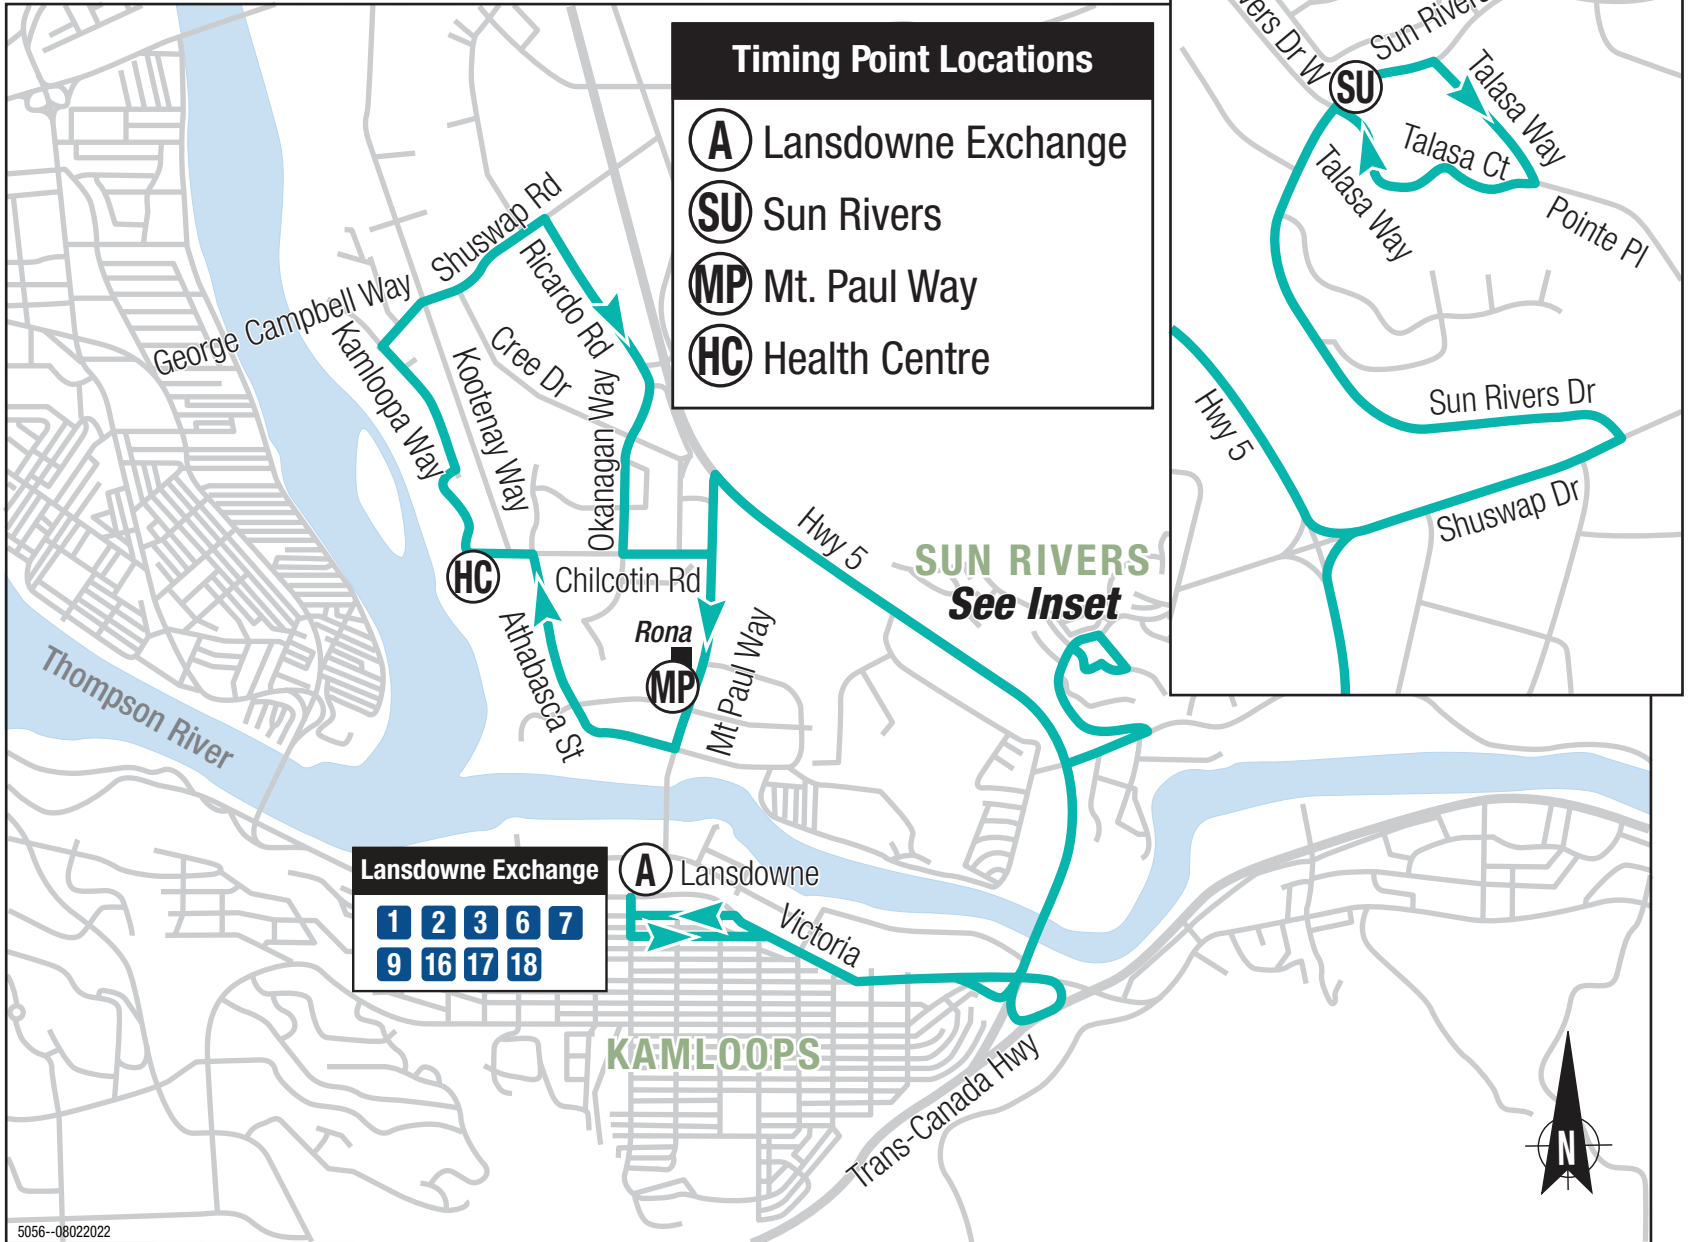 Timing Point Locations
A Lansdowne Exchange
SU Sun Rivers
MP Mt. Paul Way
HC Health Centre
Sun Rivers
SU
Talasa Way
Talasa Ct
Talasa Way
Pointe Pl
Hwy 5
Sun Rivers Dr
Shuswap Dr
Shuswap Rd
George Campbell Way
Ricardo Rd
Kamloopa Way
Cree Dr
Kootenay Way
Okanagan Way
Hwy 5
SUN RIVERS
See Inset
HC
Chilcotin Rd
Athabasca St
Rona
MP
Mt Paul Way
Thompson River
Lansdowne Exchange
1 2 3 6 7
9 16 17 18
A Lansdowne
Victoria
KAMLOOPS
Trans-Canada Hwy
N
5056--08022022